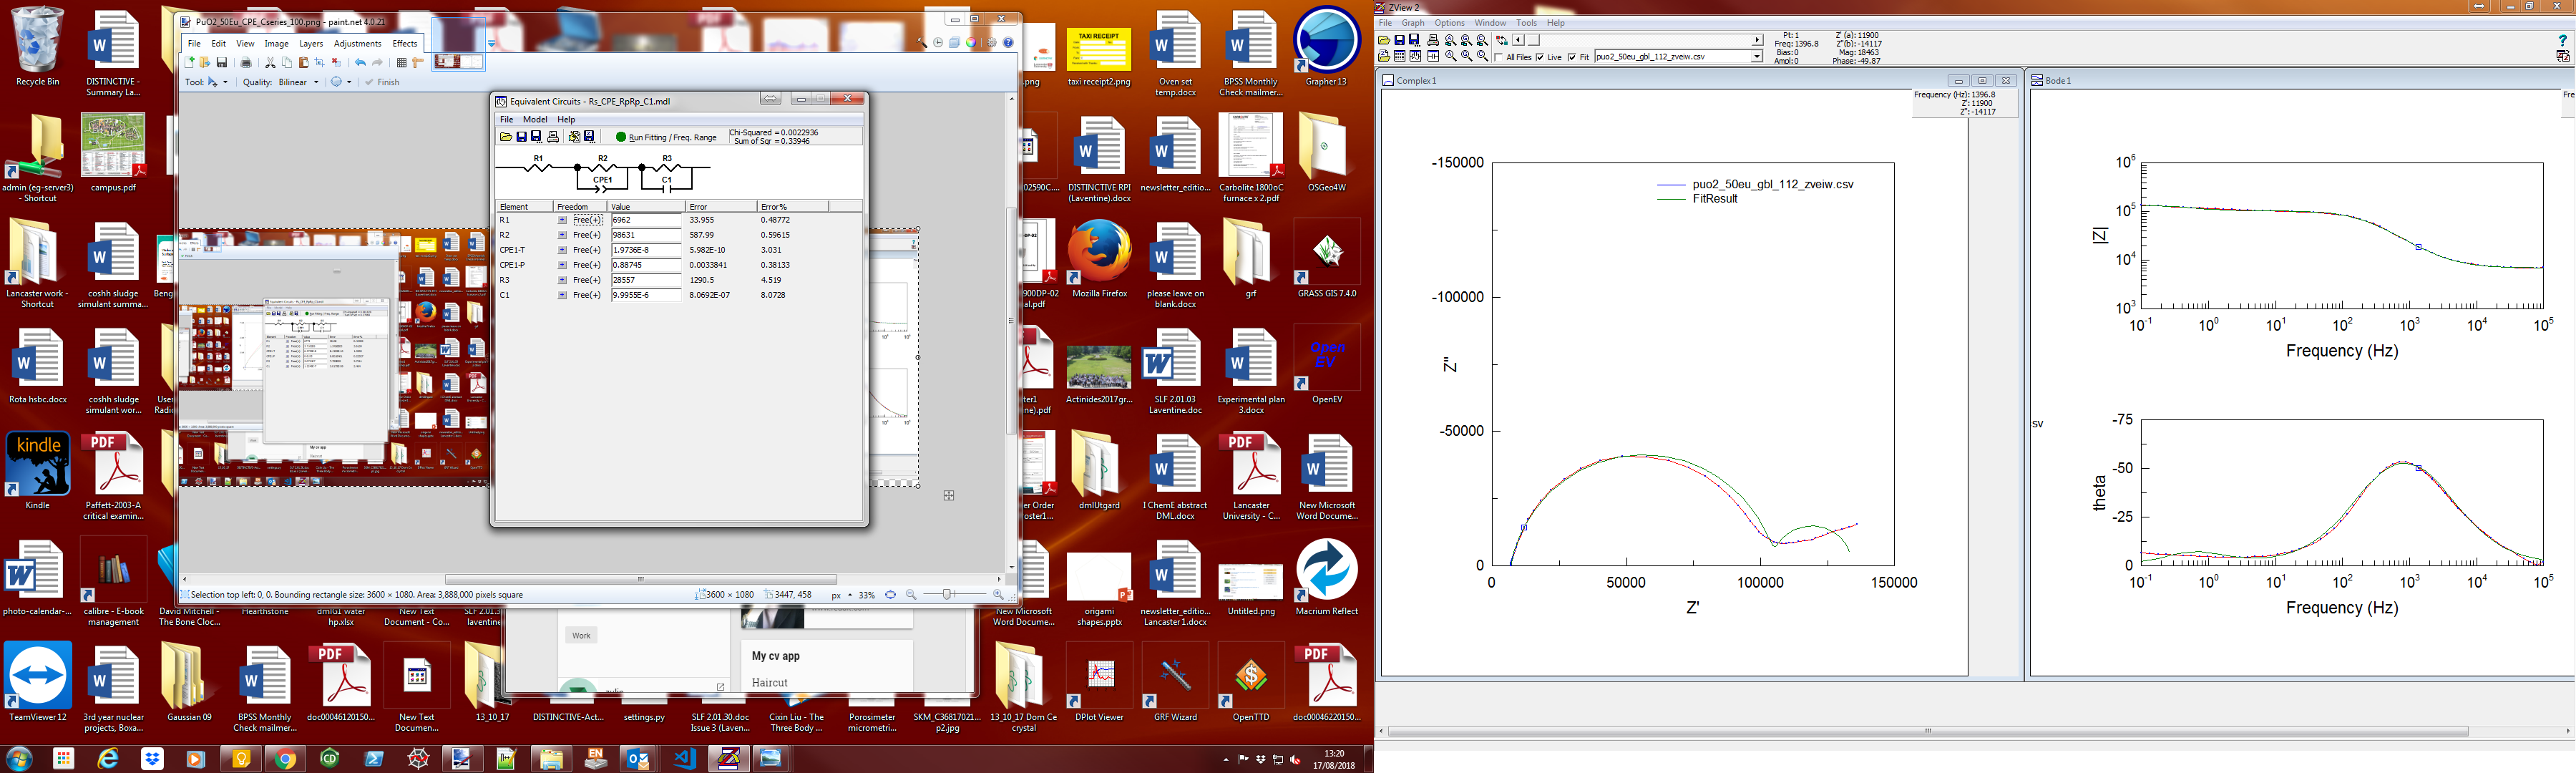 PuO2_50Eu_CPE_Cseries_100.png - paint.net 4.0.21
File Edit View Image Layers Adjustments Effects
Tool: Quality: Bilinear Finish
Selection top left: 0, 0. Bounding rectangle size: 3600 × 1080. Area: 3,888,000 pixels square
3600 × 1080
3447, 458
px
33%
Equivalent Circuits - Rs_CPE_RpRp_C1.mdl
File Model Help
Run Fitting / Freq. Range
Chi-Squared = 0.0022936
Sum of Sqr = 0.33946
R1 R2 R3
CPE1 C1
Element Freedom Value Error Error%
R1 Free(+) 6962 33.955 0.48772
R2 Free(+) 98631 587.99 0.59615
CPE1-T Free(+) 1.9736E-8 5.982E-10 3.031
CPE1-P Free(+) 0.88745 0.0033841 0.38133
R3 Free(+) 28557 1290.5 4.519
C1 Free(+) 9.9955E-6 8.0692E-07 8.0728
Work
My cv app
Haircut
Recycle Bin
DISTINCTIVE - Summary La...
admin (eg-server3) - Shortcut
campus.pdf
Lancaster work - Shortcut
coshh sludge simulant summa...
Rota hsbc.docx
coshh sludge simulant wor...
kindle
Kindle
Paffett-2003-A critical examin...
photo-calendar-...
calibre - E-book management
David Mitchell - The Bone Cloc...
Hearthstone
dmlu1 water hp.xlsx
New Text Document - Co...
TeamViewer 12
3rd year nuclear projects, Boxa...
Gaussian 09
BPSS Monthly Check mailmer...
doc00046120150...
New Text Documen...
13_10_17
DISTINCTIVE-Act...
settings.py
SLF 2.01.30.doc Issue 3 (Laven...
Cixin Liu - The Three Body ...
Porosimeter micrometri...
SKM_C36817021... p2.jpg
13_10_17 Dom Ce crystal
DPlot Viewer
GRF Wizard
OpenTTD
doc00046220150...
TAXI RECEIPT
taxi receipt2.png
Oven set temp.docx
BPSS Monthly Check mailmer...
Grapher 13
DISTINCTIVE RPI (Laventine).docx
newsletter_editio...
Carbolite 1800oC furnace x 2.pdf
OSGeo4W
Mozilla Firefox
please leave on blank.docx
grf
GRASS GIS 7.4.0
Actinides2017gr...
SLF 2.01.03 Laventine.doc
Experimental plan 3.docx
Open EV
OpenEV
dmlUtgard
I ChemE abstract DML.docx
Lancaster University - C...
New Microsoft Word Docume...
New Microsoft Word Docume...
origami shapes.pptx
newsletter_editio... Lancaster 1.docx
Untitled.png
Macrium Reflect
13:20
17/08/2018
ZView 2
File Graph Options Window Tools Help
All Files Live Fit puo2_50eu_gbl_112_zveiw.csv
Pt: 1
Freq: 1396.8
Bias: 0
Ampl: 0
Z'(a): 11900
Z''(b): -14117
Mag: 18463
Phase: -49.87
Complex 1
Frequency (Hz): 1396.8
Z': 11900
Z'': -14117
puo2_50eu_gbl_112_zveiw.csv
FitResult
-150000
-100000
-50000
0
Z''
0 50000 100000 150000
Z'
Bode 1
Fre
sv
|Z|
10^6
10^5
10^4
10^3
10^-1 10^0 10^1 10^2 10^3 10^4 10^5
Frequency (Hz)
theta
-75
-50
-25
0
10^-1 10^0 10^1 10^2 10^3 10^4 10^5
Frequency (Hz)